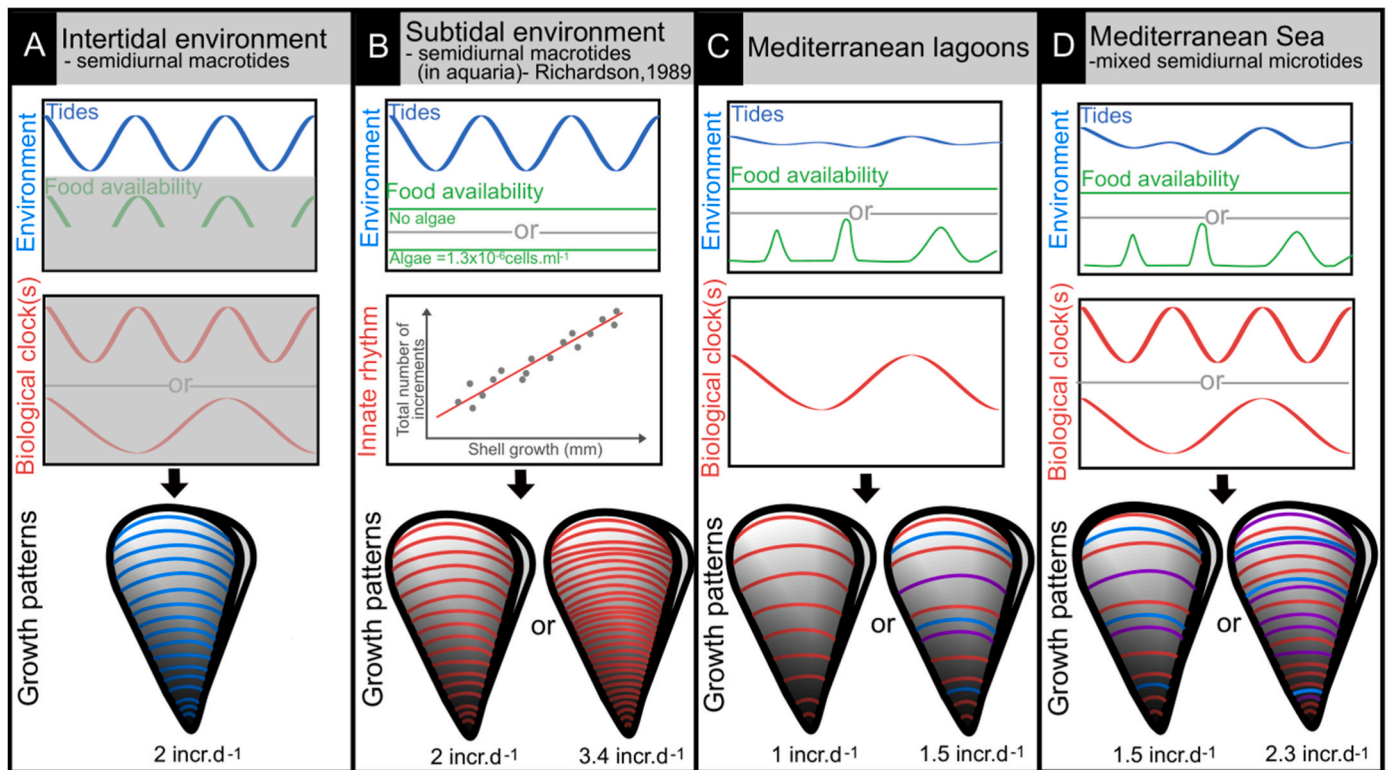 A
Intertidal environment
- semidiurnal macrotides
Environment
Tides
Food availability
Biological clock(s)
or
Growth patterns
2 incr.d⁻¹
B
Subtidal environment
- semidiurnal macrotides
(in aquaria)- Richardson,1989
Environment
Tides
Food availability
No algae
or
Algae =1.3x10⁻⁶cells.ml⁻¹
Innate rhythm
Total number of
increments
Shell growth (mm)
Growth patterns
or
2 incr.d⁻¹
3.4 incr.d⁻¹
C
Mediterranean lagoons
Environment
Tides
Food availability
or
Biological clock(s)
Growth patterns
or
1 incr.d⁻¹
1.5 incr.d⁻¹
D
Mediterranean Sea
-mixed semidiurnal microtides
Environment
Tides
Food availability
or
Biological clock(s)
or
Growth patterns
or
1.5 incr.d⁻¹
2.3 incr.d⁻¹